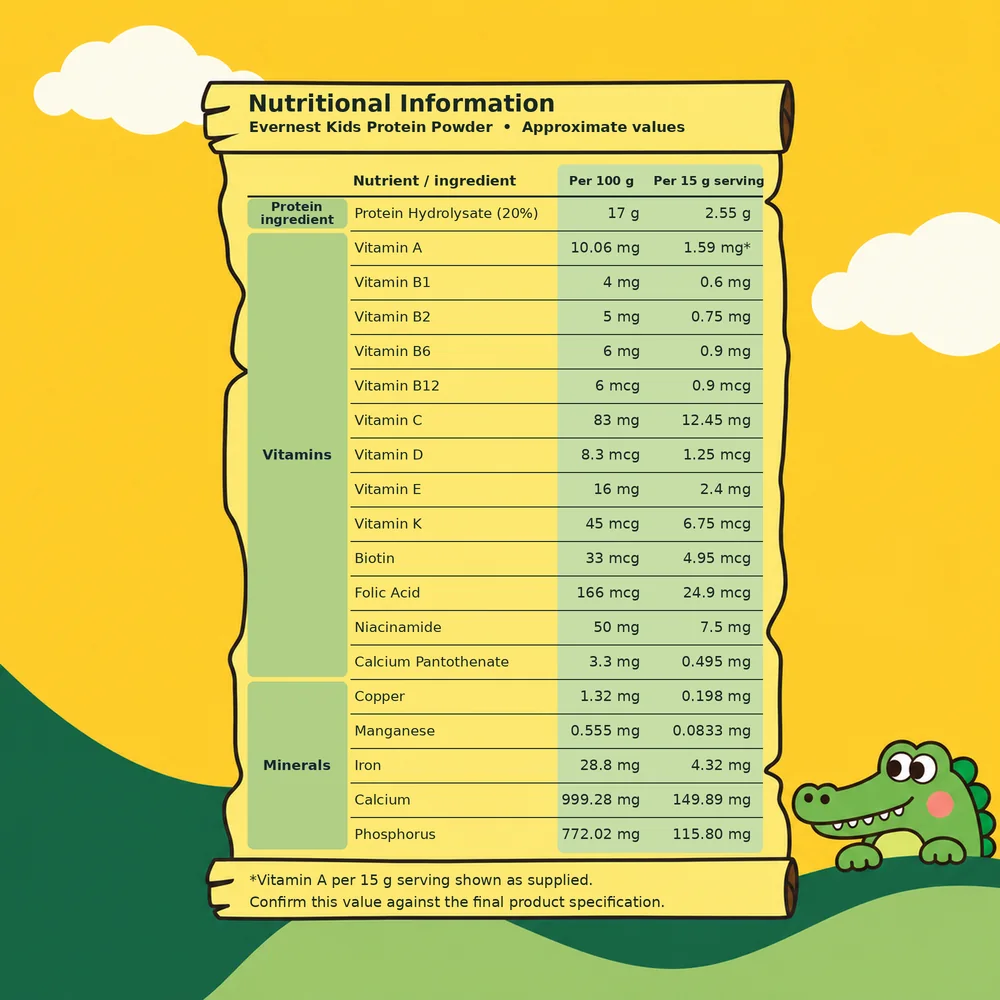 Nutritional Information
Evernest Kids Protein Powder • Approximate values
Nutrient / ingredient Per 100 g Per 15 g serving
Protein ingredient Protein Hydrolysate (20%) 17 g 2.55 g
Vitamins
Vitamin A 10.06 mg 1.59 mg*
Vitamin B1 4 mg 0.6 mg
Vitamin B2 5 mg 0.75 mg
Vitamin B6 6 mg 0.9 mg
Vitamin B12 6 mcg 0.9 mcg
Vitamin C 83 mg 12.45 mg
Vitamin D 8.3 mcg 1.25 mcg
Vitamin E 16 mg 2.4 mg
Vitamin K 45 mcg 6.75 mcg
Biotin 33 mcg 4.95 mcg
Folic Acid 166 mcg 24.9 mcg
Niacinamide 50 mg 7.5 mg
Calcium Pantothenate 3.3 mg 0.495 mg
Minerals
Copper 1.32 mg 0.198 mg
Manganese 0.555 mg 0.0833 mg
Iron 28.8 mg 4.32 mg
Calcium 999.28 mg 149.89 mg
Phosphorus 772.02 mg 115.80 mg
*Vitamin A per 15 g serving shown as supplied.
Confirm this value against the final product specification.